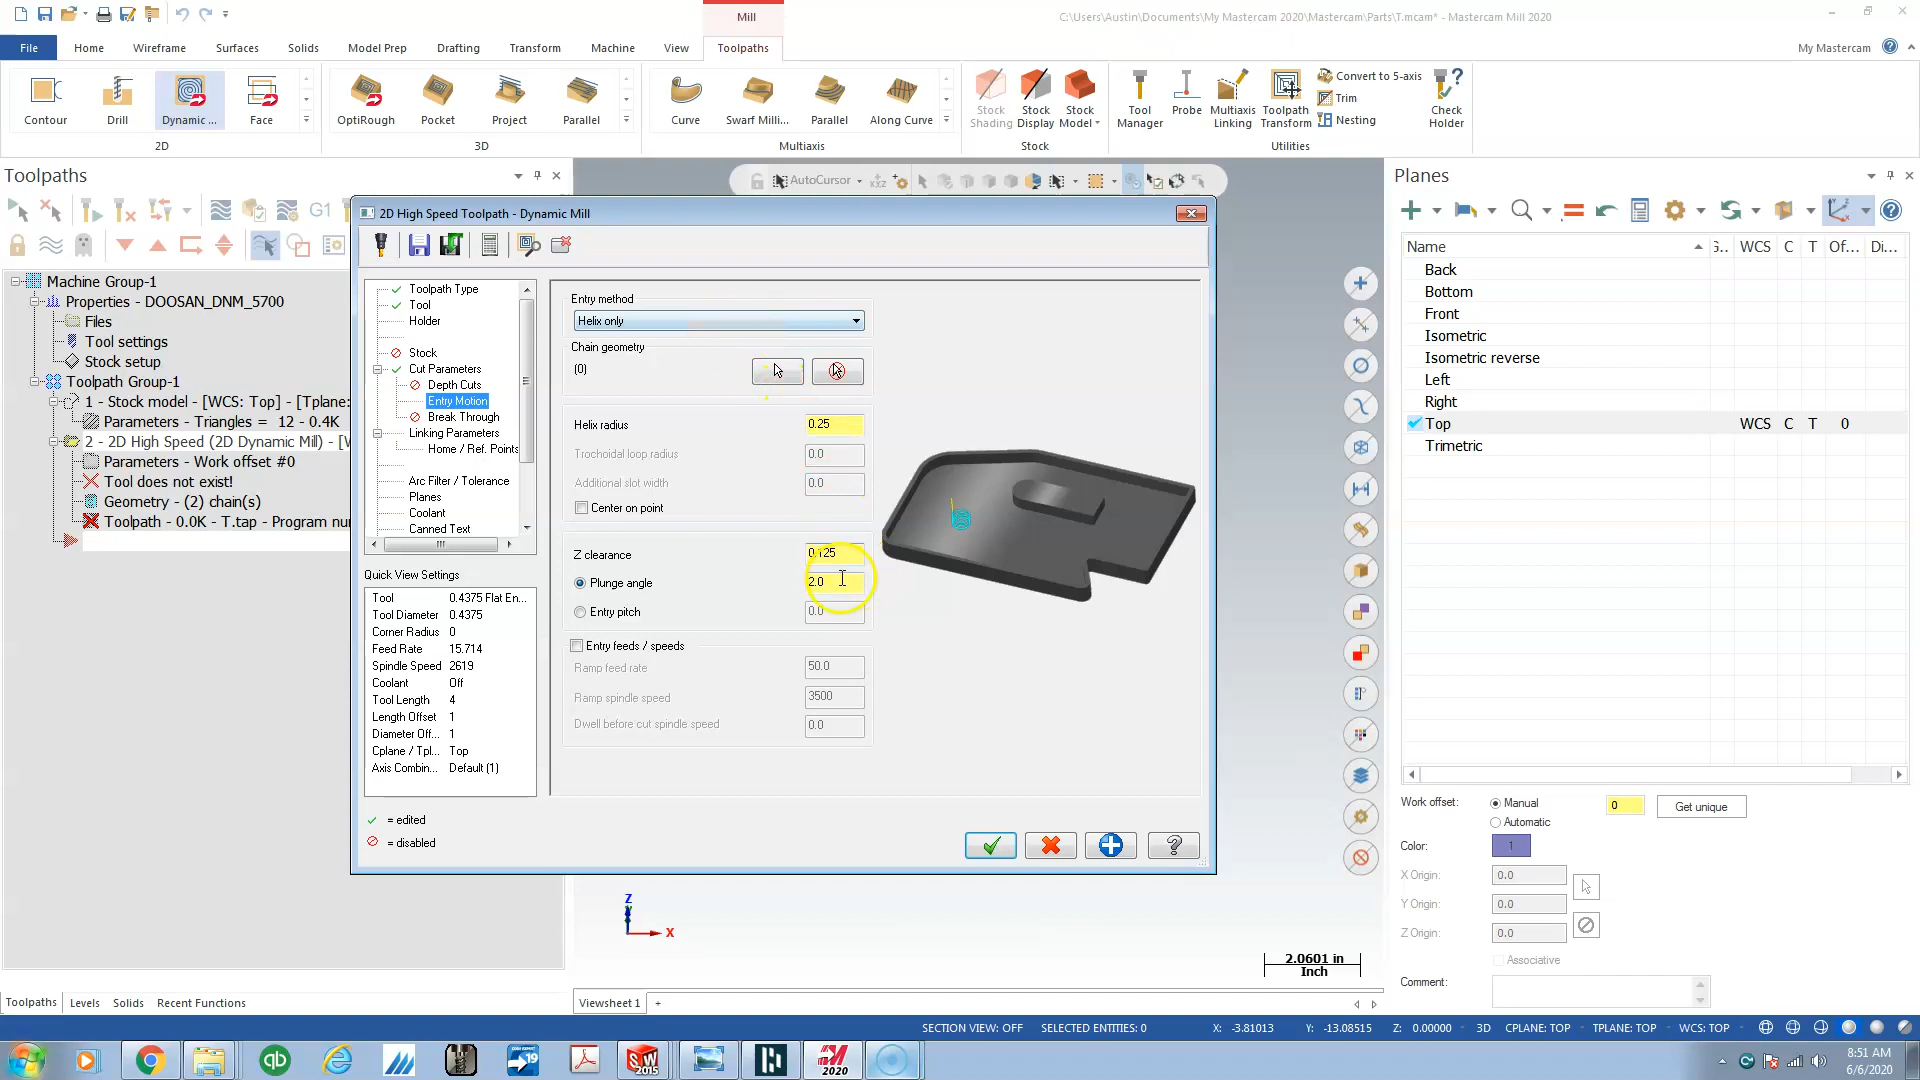 Mill
C:\Users\Austin\Documents\My Mastercam 2020\Mastercam\Parts\T.mcam* - Mastercam Mill 2020
File
Home
Wireframe
Surfaces
Solids
Model Prep
Drafting
Transform
Machine
View
Toolpaths
My Mastercam
Contour
Drill
Dynamic ...
Face
OptiRough
Pocket
Project
Parallel
Curve
Swarf Milli...
Parallel
Along Curve
Stock Shading
Stock Display
Stock Model
Tool Manager
Probe
Multiaxis Linking
Toolpath Transform
Convert to 5-axis
Trim
Nesting
Check Holder
2D
3D
Multiaxis
Stock
Utilities
Toolpaths
AutoCursor
Planes
G1
Machine Group-1
Properties - DOOSAN_DNM_5700
Files
Tool settings
Stock setup
Toolpath Group-1
1 - Stock model - [WCS: Top] - [Tplane:
Parameters - Triangles = 12 - 0.4K
2 - 2D High Speed (2D Dynamic Mill) - [W
Parameters - Work offset #0
Tool does not exist!
Geometry - (2) chain(s)
Toolpath - 0.0K - T.tap - Program nur
2D High Speed Toolpath - Dynamic Mill
Toolpath Type
Tool
Holder
Stock
Cut Parameters
Depth Cuts
Entry Motion
Break Through
Linking Parameters
Home / Ref. Points
Arc Filter / Tolerance
Planes
Coolant
Canned Text
Quick View Settings
Tool 0.4375 Flat En...
Tool Diameter 0.4375
Corner Radius 0
Feed Rate 15.714
Spindle Speed 2619
Coolant Off
Tool Length 4
Length Offset 1
Diameter Off... 1
Cplane / Tpl... Top
Axis Combin... Default (1)
= edited
= disabled
Entry method
Helix only
Chain geometry
(0)
Helix radius 0.25
Trochoidal loop radius 0.0
Additional slot width 0.0
Center on point
Z clearance 0.125
Plunge angle 2.0
Entry pitch 0.0
Entry feeds / speeds
Ramp feed rate 50.0
Ramp spindle speed 3500
Dwell before cut spindle speed 0.0
Name
WCS C T Of... Di...
Back
Bottom
Front
Isometric
Isometric reverse
Left
Right
Top WCS C T 0
Trimetric
Work offset: Manual 0 Get unique
Automatic
Color: 1
X Origin: 0.0
Y Origin: 0.0
Z Origin: 0.0
Associative
Comment:
Z
X
2.0601 in
Inch
Toolpaths Levels Solids Recent Functions
Viewsheet 1 +
SECTION VIEW: OFF SELECTED ENTITIES: 0 X: -3.81013 Y: -13.08515 Z: 0.00000 3D CPLANE: TOP TPLANE: TOP WCS: TOP
19
SW
2015
2020
8:51 AM
6/6/2020